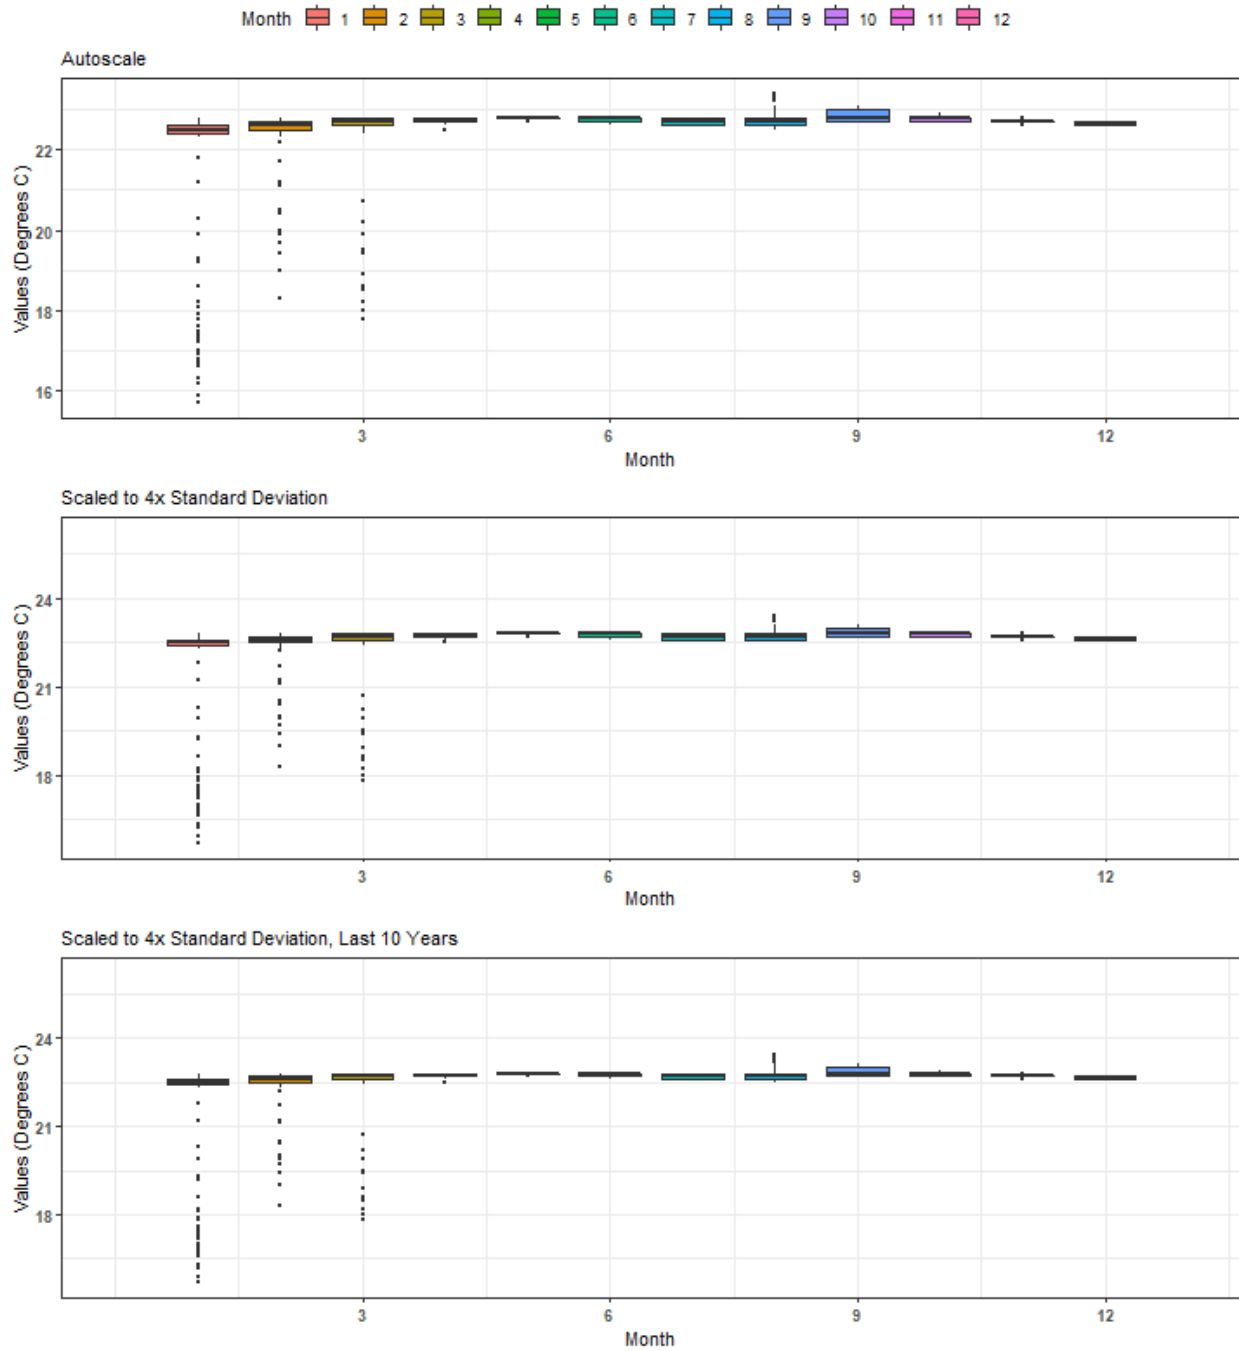 Month 1 2 3 4 5 6 7 8 9 10 11 12
Autoscale
Values (Degrees C)
22
20
18
16
3 6 9 12
Month
Scaled to 4x Standard Deviation
Values (Degrees C)
24
21
18
3 6 9 12
Month
Scaled to 4x Standard Deviation, Last 10 Years
Values (Degrees C)
24
21
18
3 6 9 12
Month